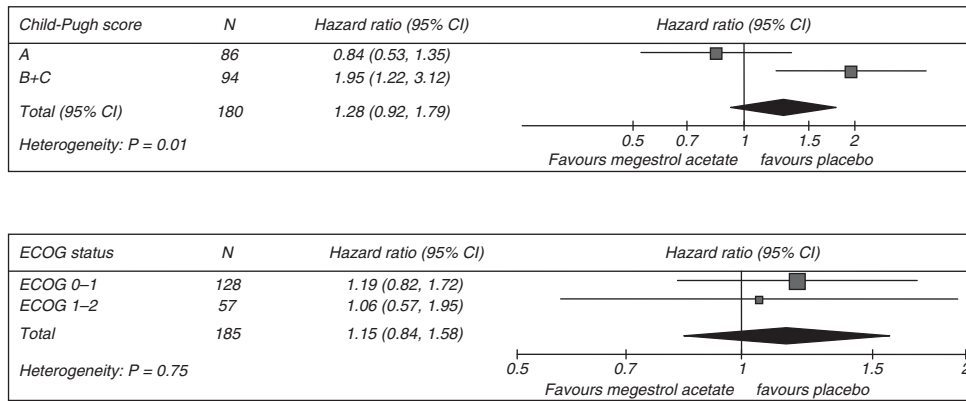 Child-Pugh score N Hazard ratio (95% CI) Hazard ratio (95% CI)
A 86 0.84 (0.53, 1.35)
B+C 94 1.95 (1.22, 3.12)
Total (95% CI) 180 1.28 (0.92, 1.79)
Heterogeneity: P = 0.01
0.5 0.7 1 1.5 2
Favours megestrol acetate favours placebo
ECOG status N Hazard ratio (95% CI) Hazard ratio (95% CI)
ECOG 0–1 128 1.19 (0.82, 1.72)
ECOG 1–2 57 1.06 (0.57, 1.95)
Total 185 1.15 (0.84, 1.58)
Heterogeneity: P = 0.75
0.5 0.7 1 1.5 2
Favours megestrol acetate favours placebo